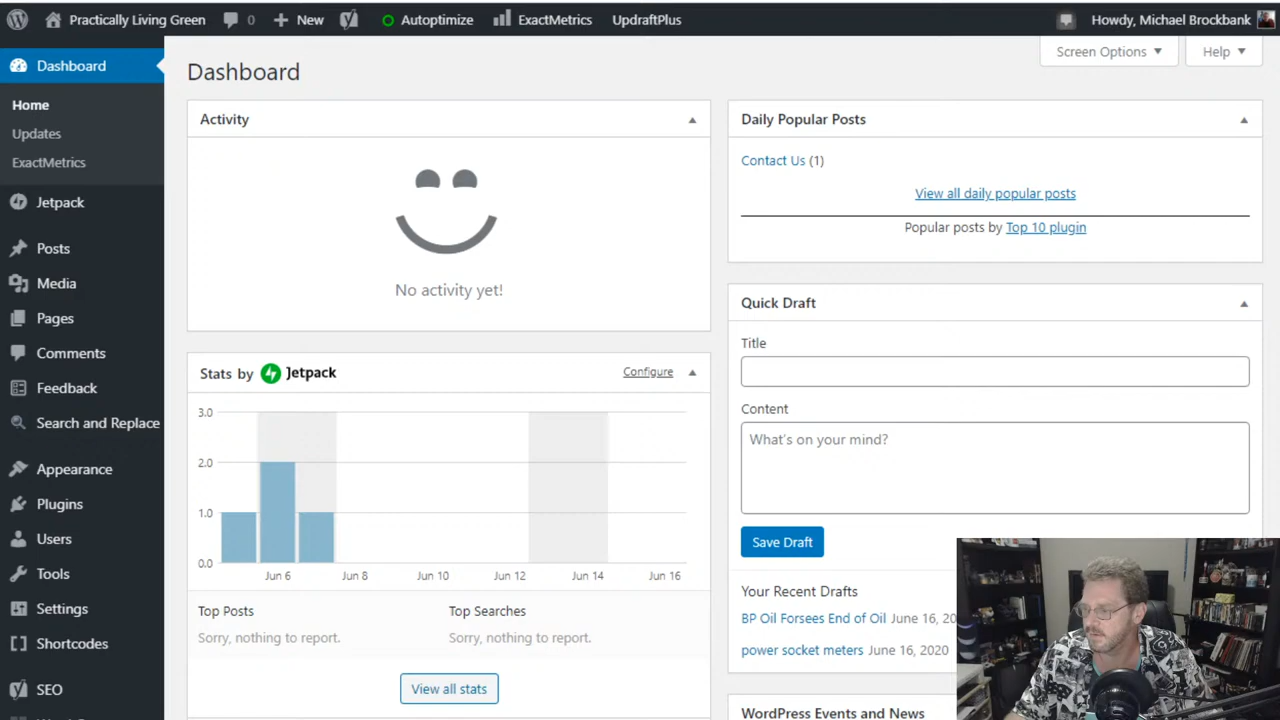 Practically Living Green 0 New Autoptimize ExactMetrics UpdraftPlus Howdy, Michael Brockbank
Dashboard
Home
Updates
ExactMetrics
Jetpack
Posts
Media
Pages
Comments
Feedback
Search and Replace
Appearance
Plugins
Users
Tools
Settings
Shortcodes
SEO
Screen Options Help
Dashboard
Activity
No activity yet!
Stats by Jetpack Configure
3.0
2.0
1.0
0.0
Jun 6 Jun 8 Jun 10 Jun 12 Jun 14 Jun 16
Top Posts Top Searches
Sorry, nothing to report. Sorry, nothing to report.
View all stats
Daily Popular Posts
Contact Us (1)
View all daily popular posts
Popular posts by Top 10 plugin
Quick Draft
Title
Content
What's on your mind?
Save Draft
Your Recent Drafts
BP Oil Forsees End of Oil June 16, 20
power socket meters June 16, 2020
WordPress Events and News